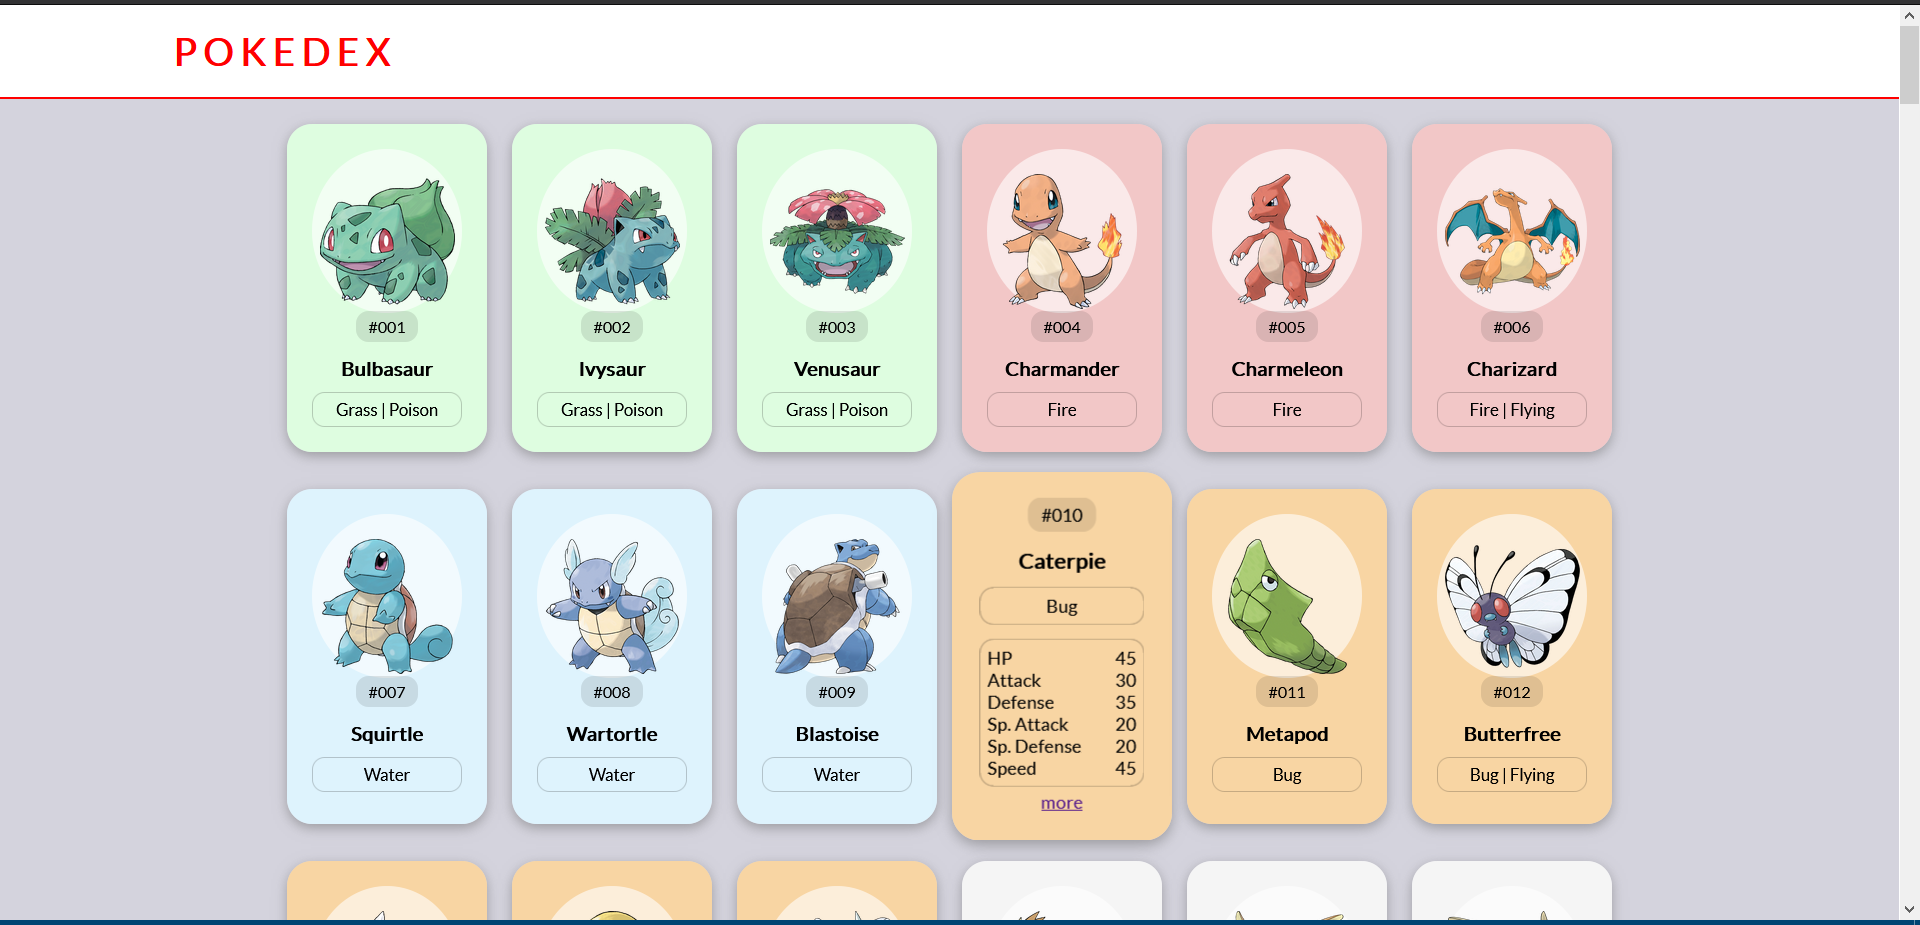 POKEDEX
#001
Bulbasaur
Grass | Poison
#002
Ivysaur
Grass | Poison
#003
Venusaur
Grass | Poison
#004
Charmander
Fire
#005
Charmeleon
Fire
#006
Charizard
Fire | Flying
#007
Squirtle
Water
#008
Wartortle
Water
#009
Blastoise
Water
#010
Caterpie
Bug
HP 45
Attack 30
Defense 35
Sp. Attack 20
Sp. Defense 20
Speed 45
more
#011
Metapod
Bug
#012
Butterfree
Bug | Flying